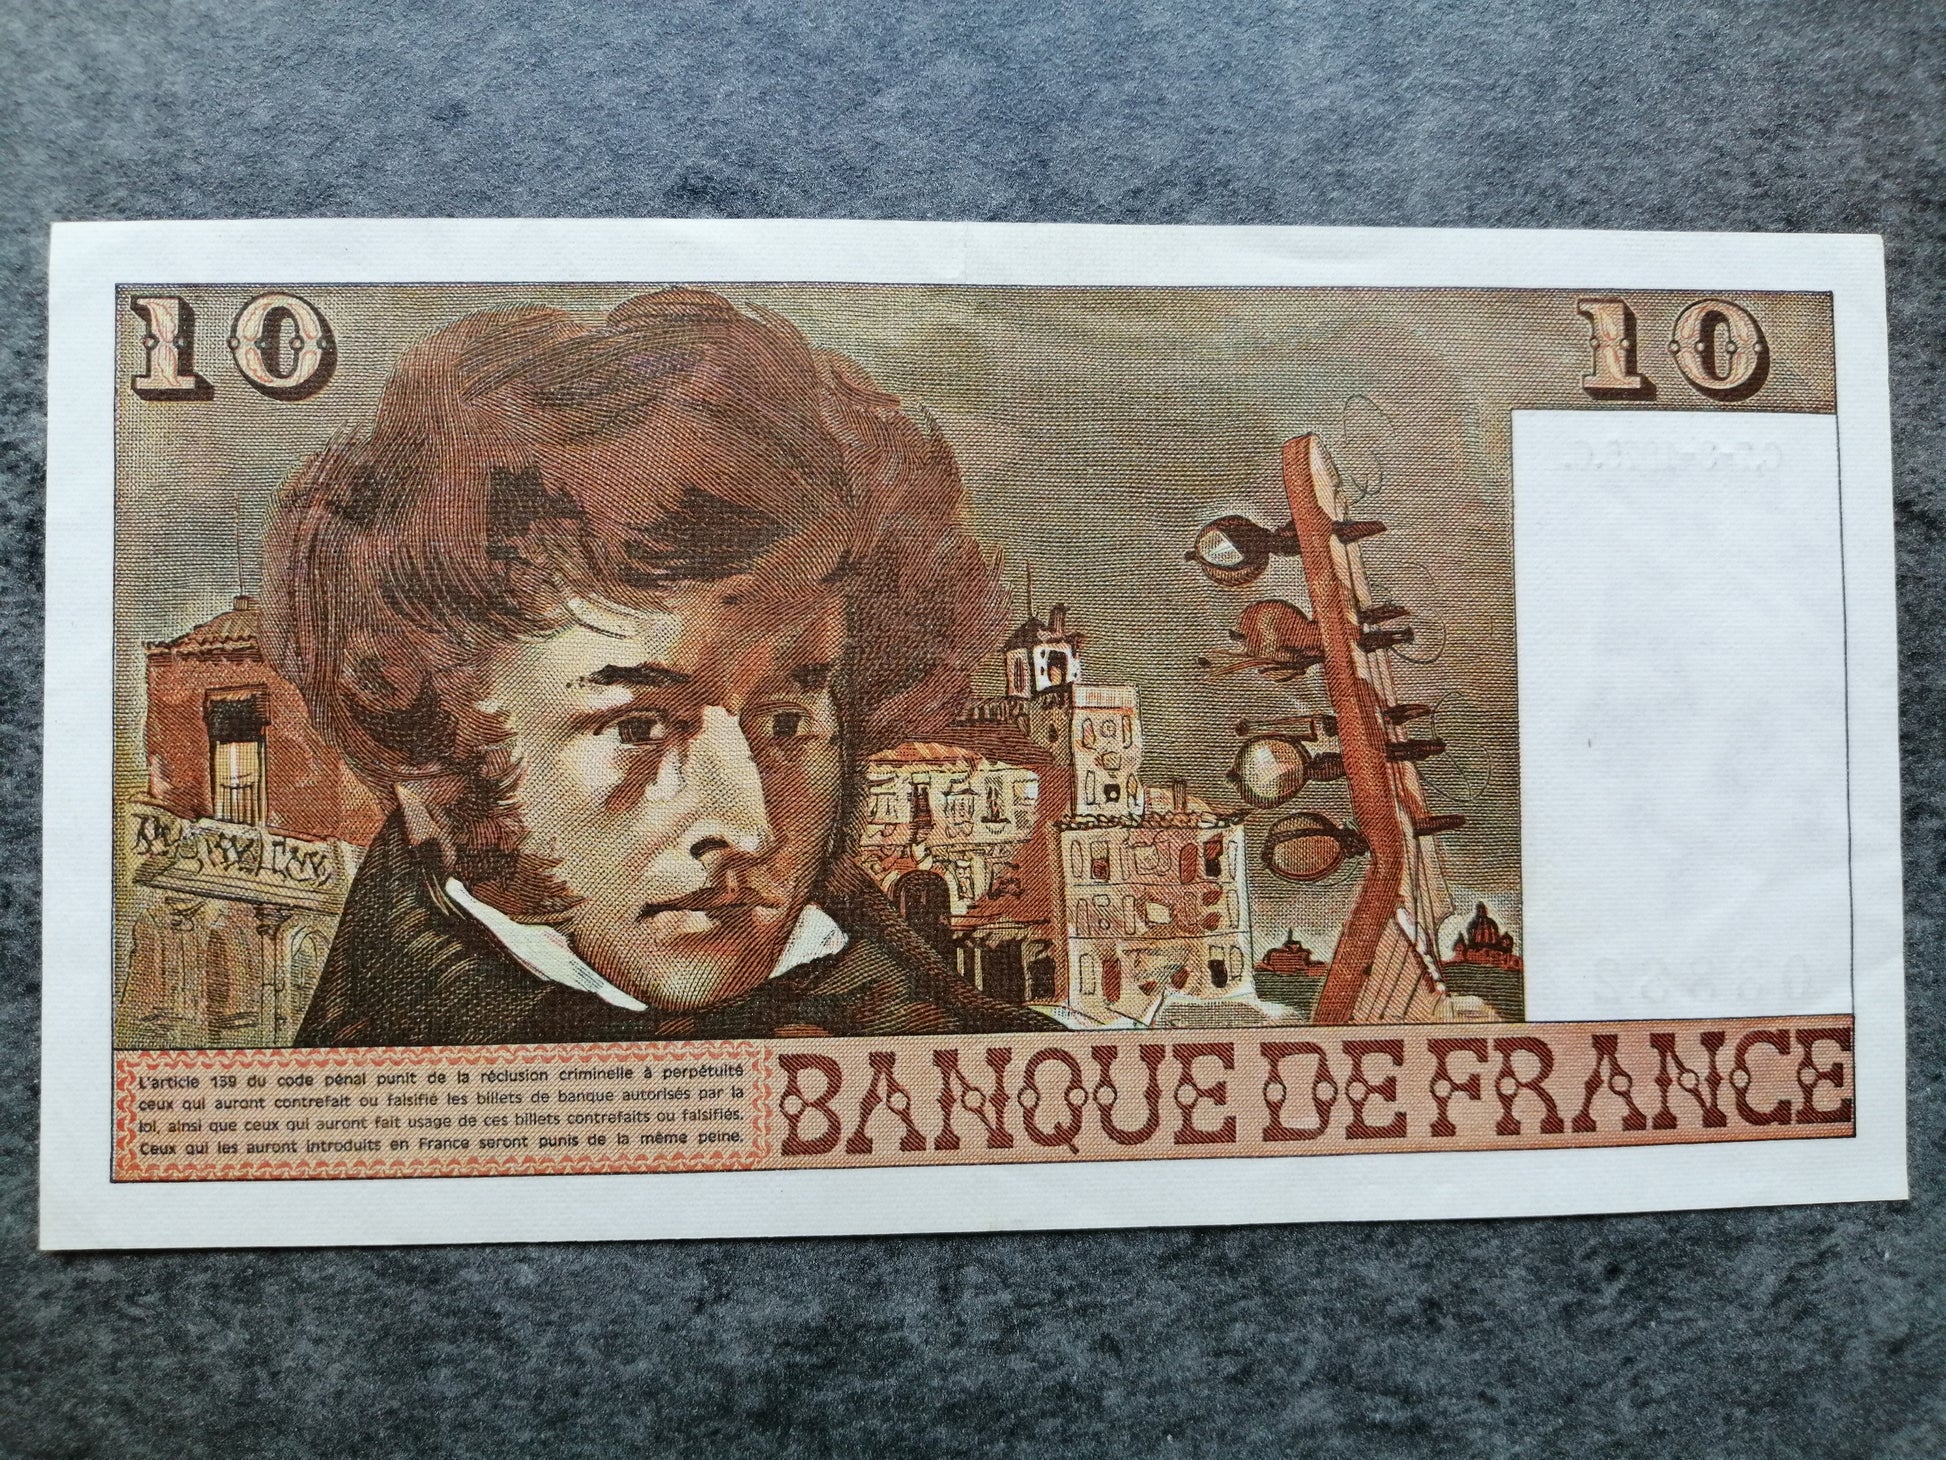 10
10
L'article 139 du code pénal punit de la réclusion criminelle à perpétuité
ceux qui auront contrefait ou falsifié les billets de banque autorisés par la
loi, ainsi que ceux qui auront fait usage de ces billets contrefaits ou falsifiés.
Ceux qui les auront introduits en France seront punis de la même peine.
BANQUE DE FRANCE